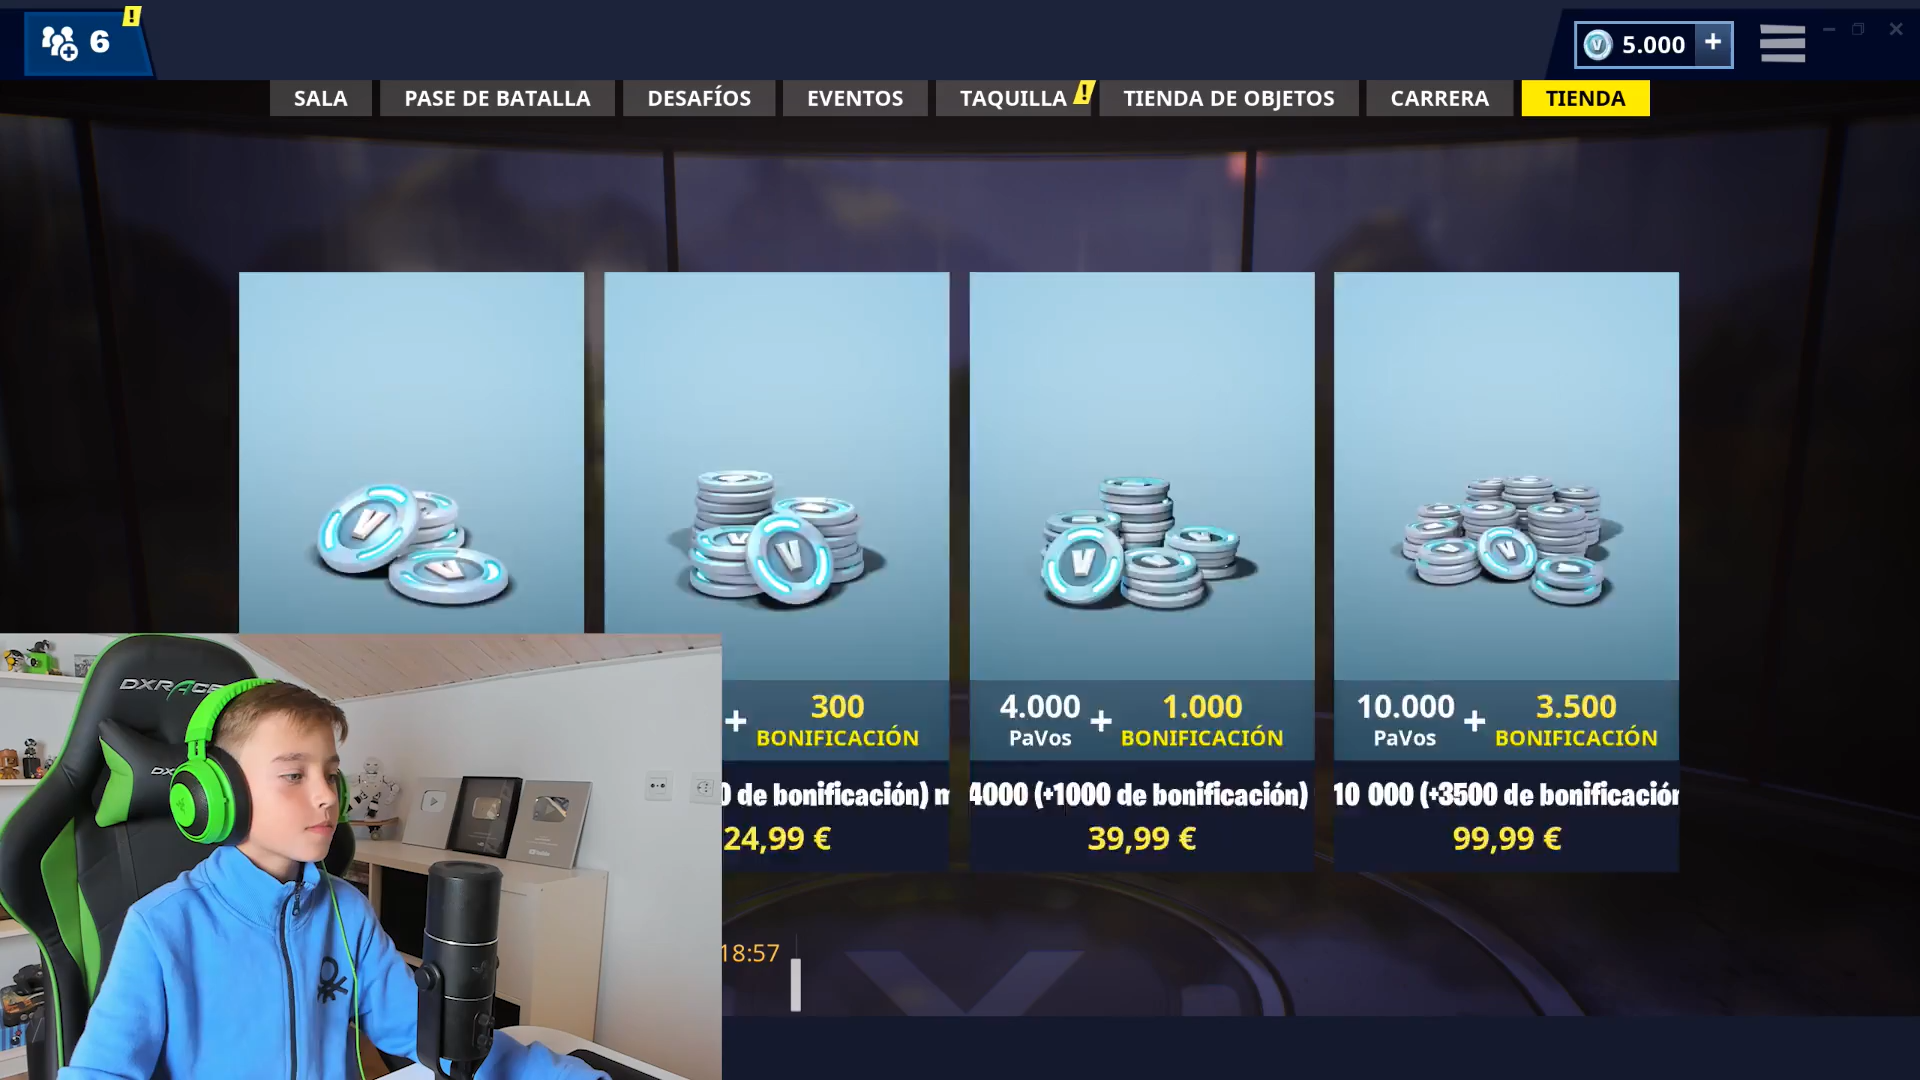 6
!
5.000 +
SALA PASE DE BATALLA DESAFÍOS EVENTOS TAQUILLA ! TIENDA DE OBJETOS CARRERA TIENDA
+ 300
BONIFICACIÓN
4.000 + 1.000
PaVos BONIFICACIÓN
10.000 + 3.500
PaVos BONIFICACIÓN
0 de bonificación) m
24,99 €
4000 (+1000 de bonificación)
39,99 €
10 000 (+3500 de bonificación
99,99 €
18:57
DXRACE